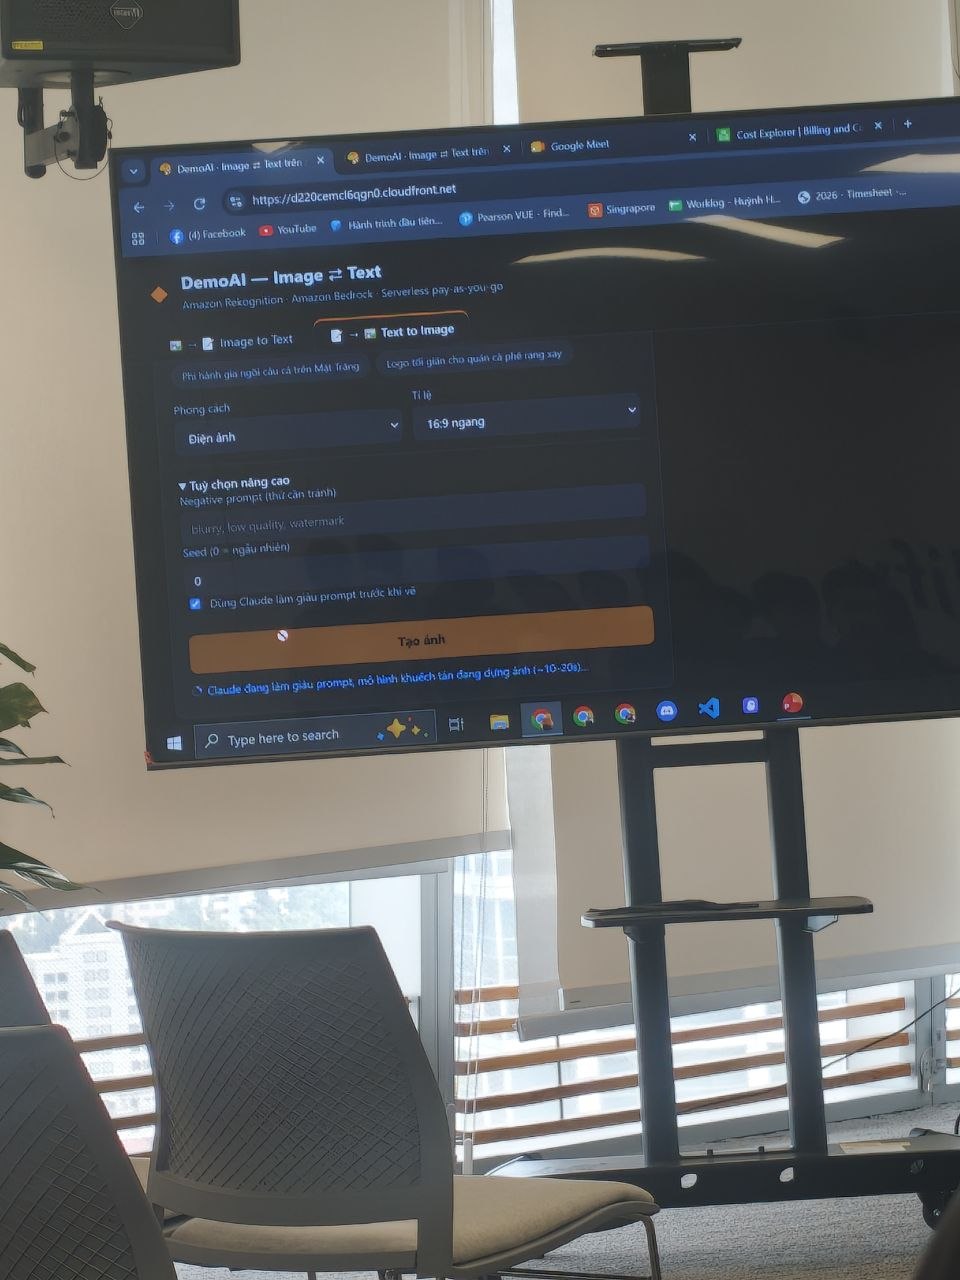 DemoAI - Image ⇄ Text trên
DemoAI - Image ⇄ Text trên
Google Meet
Cost Explorer | Billing and C
https://d220cemcl6qgn0.cloudfront.net
(4) Facebook
YouTube
Hành trình đầu tiên...
Pearson VUE - Find...
Singrapore
Worklog - Huỳnh H...
2026 - Timesheet -...
DemoAI — Image ⇄ Text
Amazon Rekognition · Amazon Bedrock · Serverless pay-as-you-go
→ Image to Text
→ Text to Image
Phi hành gia ngồi câu cá trên Mặt Trăng
Logo tối giản cho quán cà phê rang xay
Phong cách
Tỉ lệ
Điện ảnh
16:9 ngang
▼ Tuỳ chọn nâng cao
Negative prompt (thứ cần tránh)
blurry, low quality, watermark
Seed (0 = ngẫu nhiên)
0
Dùng Claude làm giàu prompt trước khi vẽ
Tạo ảnh
Claude đang làm giàu prompt, mô hình khuếch tán đang dựng ảnh (~10-20s)...
Type here to search